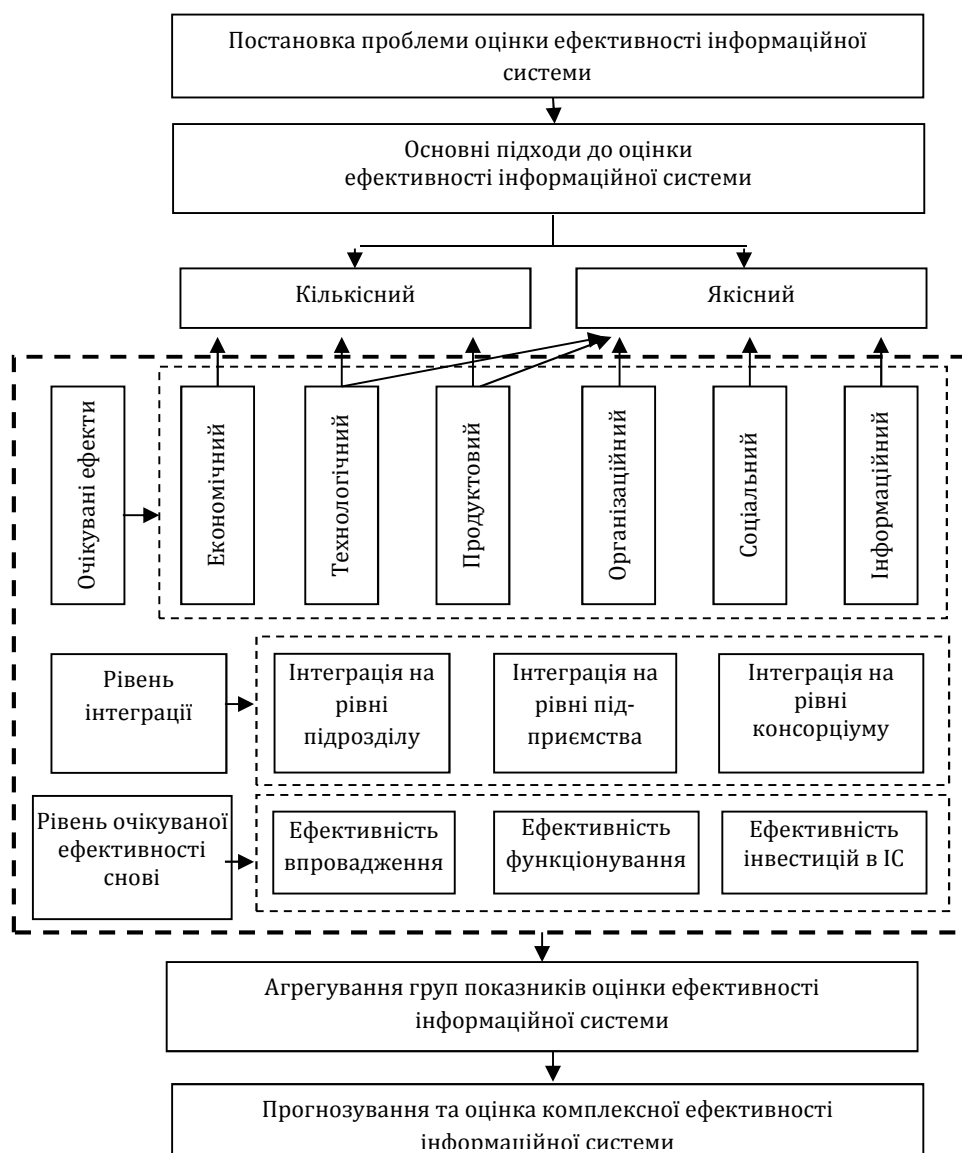 Постановка проблеми оцінки ефективності інформаційної
системи
Основні підходи до оцінки
ефективності інформаційної системи
Кількісний
Якісний
Очікувані ефекти
Економічний
Технологічний
Продуктовий
Організаційний
Соціальний
Інформаційний
Рівень
інтеграції
Інтеграція на
рівні
підрозділу
Інтеграція на
рівні під-
приємства
Інтеграція на
рівні
консорціуму
Рівень очікуваної
ефективності
снові
Ефективність
впровадження
Ефективність
функціонування
Ефективність
інвестицій в ІС
Агрегування груп показників оцінки ефективності
інформаційної системи
Прогнозування та оцінка комплексної ефективності
інформаційної системи